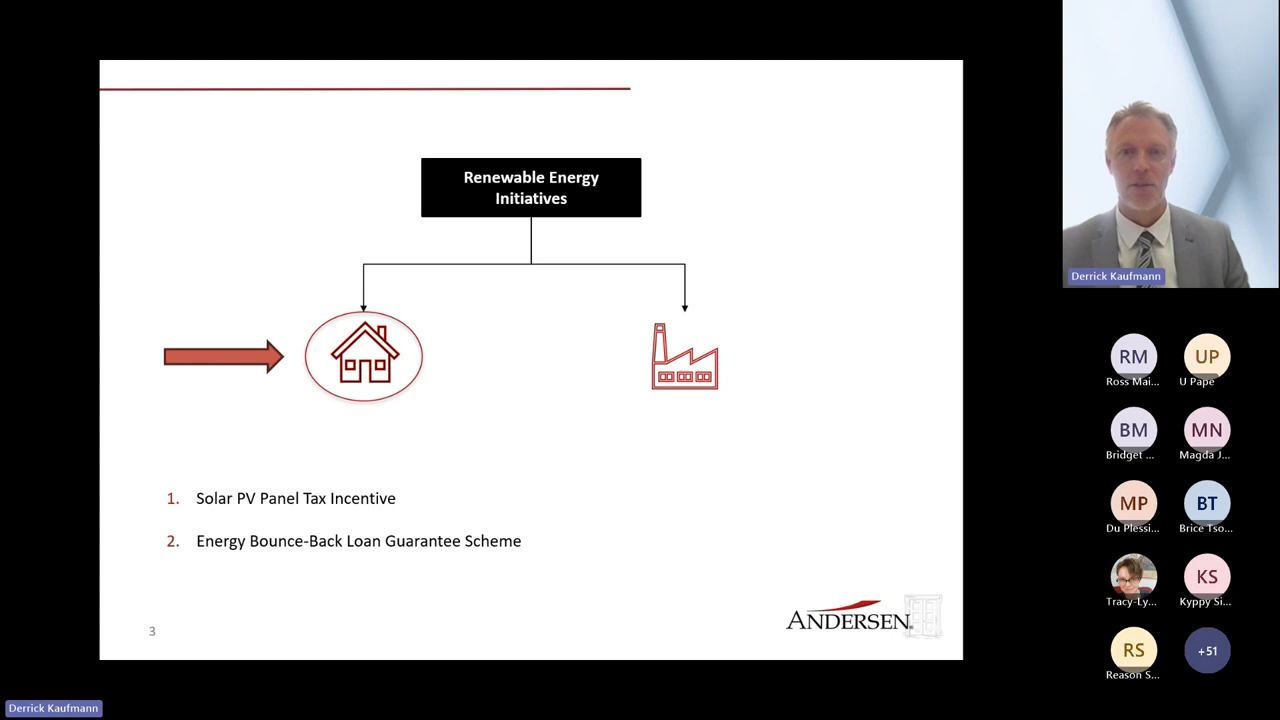 Renewable Energy
Initiatives
1. Solar PV Panel Tax Incentive
2. Energy Bounce-Back Loan Guarantee Scheme
3
ANDERSEN
Derrick Kaufmann
RM
Ross Mai...
UP
U Pape
BM
Bridget ...
MN
Magda J...
MP
Du Plessi...
BT
Brice Tso...
Tracy-Ly...
KS
Kyppy Si...
RS
Reason S...
+51
Derrick Kaufmann